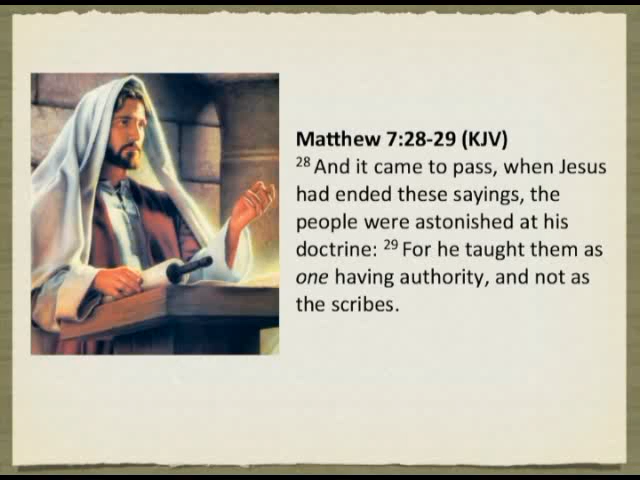 Matthew 7:28-29 (KJV)
28 And it came to pass, when Jesus
had ended these sayings, the
people were astonished at his
doctrine: 29 For he taught them as
one having authority, and not as
the scribes.